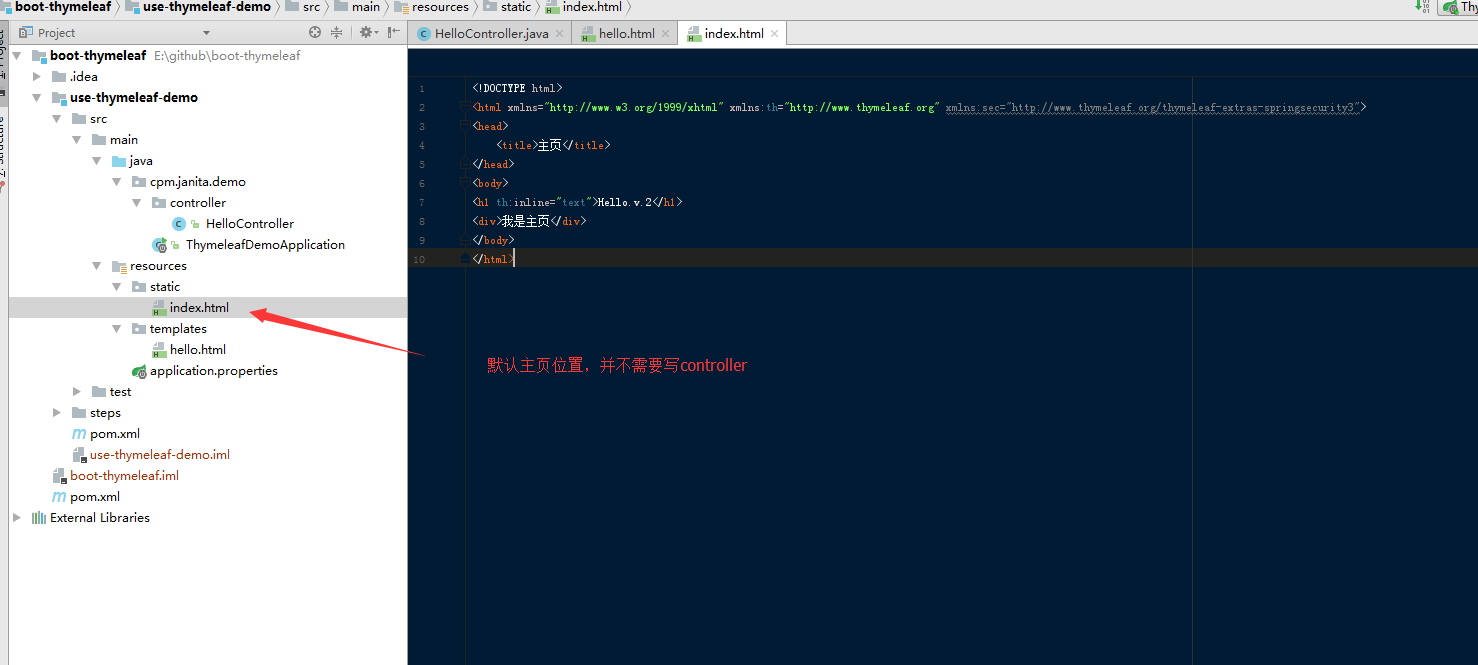 boot-thymeleaf use-thymeleaf-demo src main resources static index.html Thy
Project
HelloController.java hello.html index.html
boot-thymeleaf E:\github\boot-thymeleaf
.idea
use-thymeleaf-demo
src
main
java
cpm.janita.demo
controller
HelloController
ThymeleafDemoApplication
resources
static
index.html
templates
hello.html
application.properties
test
steps
pom.xml
use-thymeleaf-demo.iml
boot-thymeleaf.iml
pom.xml
External Libraries
1 <!DOCTYPE html>
2 <html xmlns="http://www.w3.org/1999/xhtml" xmlns:th="http://www.thymeleaf.org" xmlns:sec="http://www.thymeleaf.org/thymeleaf-extras-springsecurity3">
3 <head>
4 <title>主页</title>
5 </head>
6 <body>
7 <h1 th:inline="text">Hello.v.2</h1>
8 <div>我是主页</div>
9 </body>
10 </html>
默认主页位置，并不需要写controller